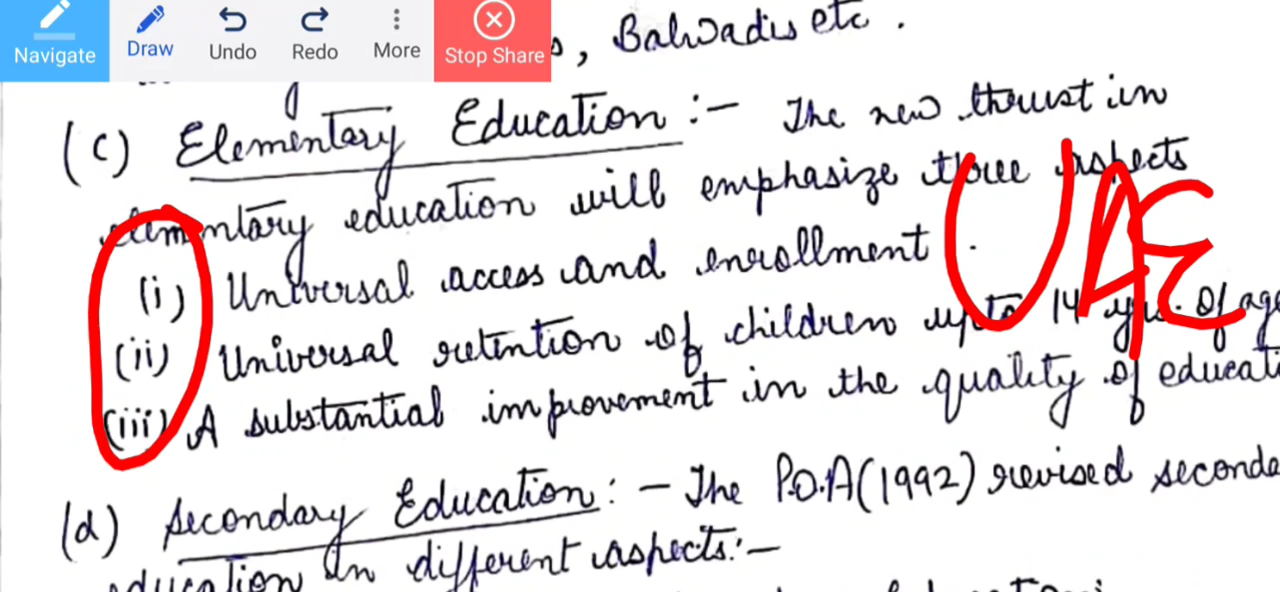 Navigate Draw Undo Redo More Stop Share
, Balwadis etc.
(c) Elementary Education :- The new thrust in
elementary education will emphasize three aspects
UAE
(i) Universal access and enrollment.
(ii) Universal retention of children upto 14 yrs. of age
(iii) A substantial improvement in the quality of educati
(d) Secondary Education : - The P.O.A (1992) revised seconda
education in different aspects:-